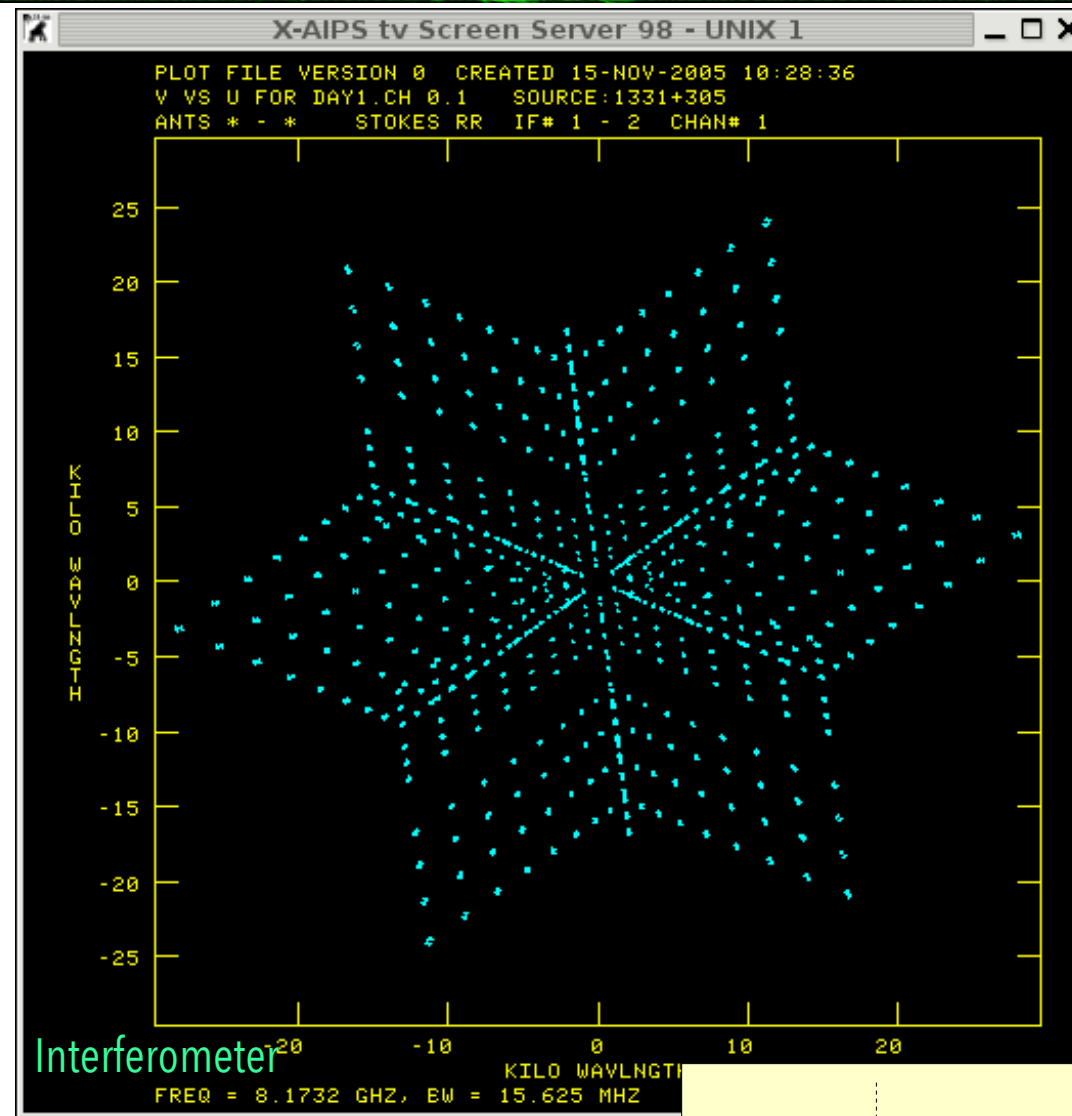 X-AIPS tv Screen Server 98 - UNIX 1
PLOT FILE VERSION 0 CREATED 15-NOV-2005 10:28:36
V VS U FOR DAY1.CH 0.1 SOURCE:1331+305
ANTS * - * STOKES RR IF# 1 - 2 CHAN# 1
25
20
15
10
5
0
-5
-10
-15
-20
-25
KILO WAVLNGTH
Interferometer
-20 -10 0 10 20
KILO WAVLNGTH
FREQ = 8.1732 GHZ, BW = 15.625 MHZ